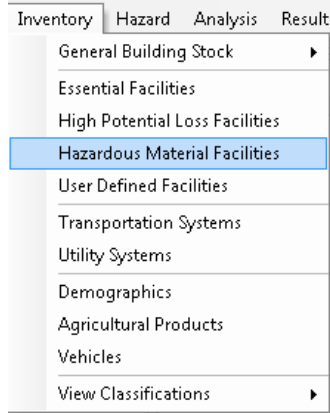 Inventory Hazard Analysis Result
General Building Stock
Essential Facilities
High Potential Loss Facilities
Hazardous Material Facilities
User Defined Facilities
Transportation Systems
Utility Systems
Demographics
Agricultural Products
Vehicles
View Classifications